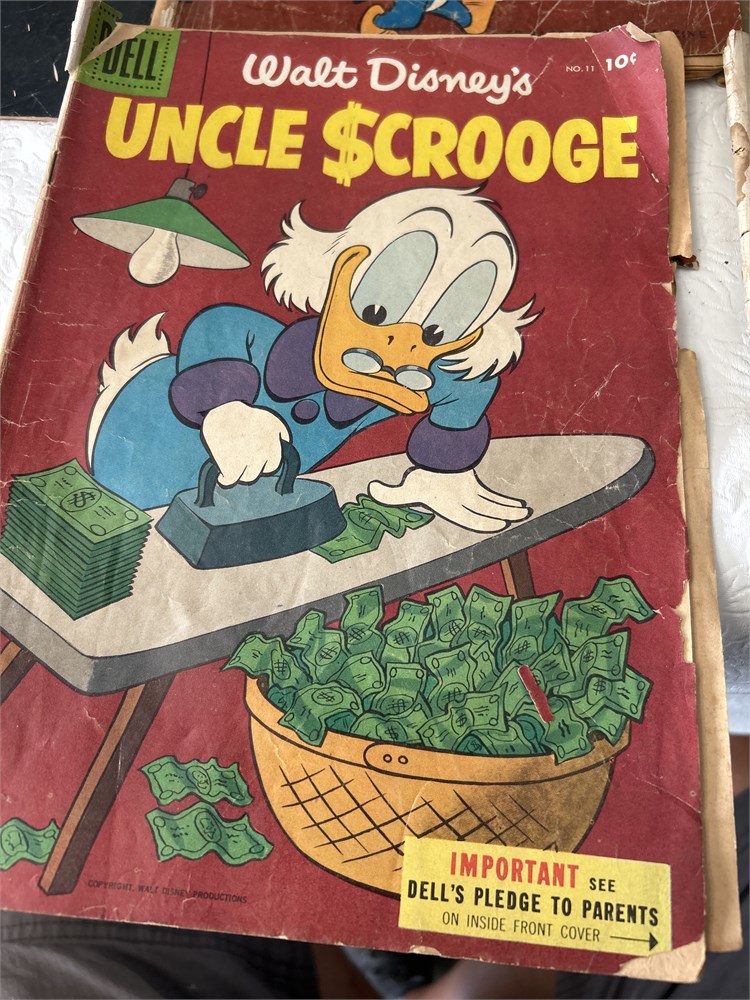 DELL
Walt Disney's
NO. 11 10¢
UNCLE $CROOGE
COPYRIGHT, WALT DISNEY PRODUCTIONS
IMPORTANT SEE
DELL'S PLEDGE TO PARENTS
ON INSIDE FRONT COVER